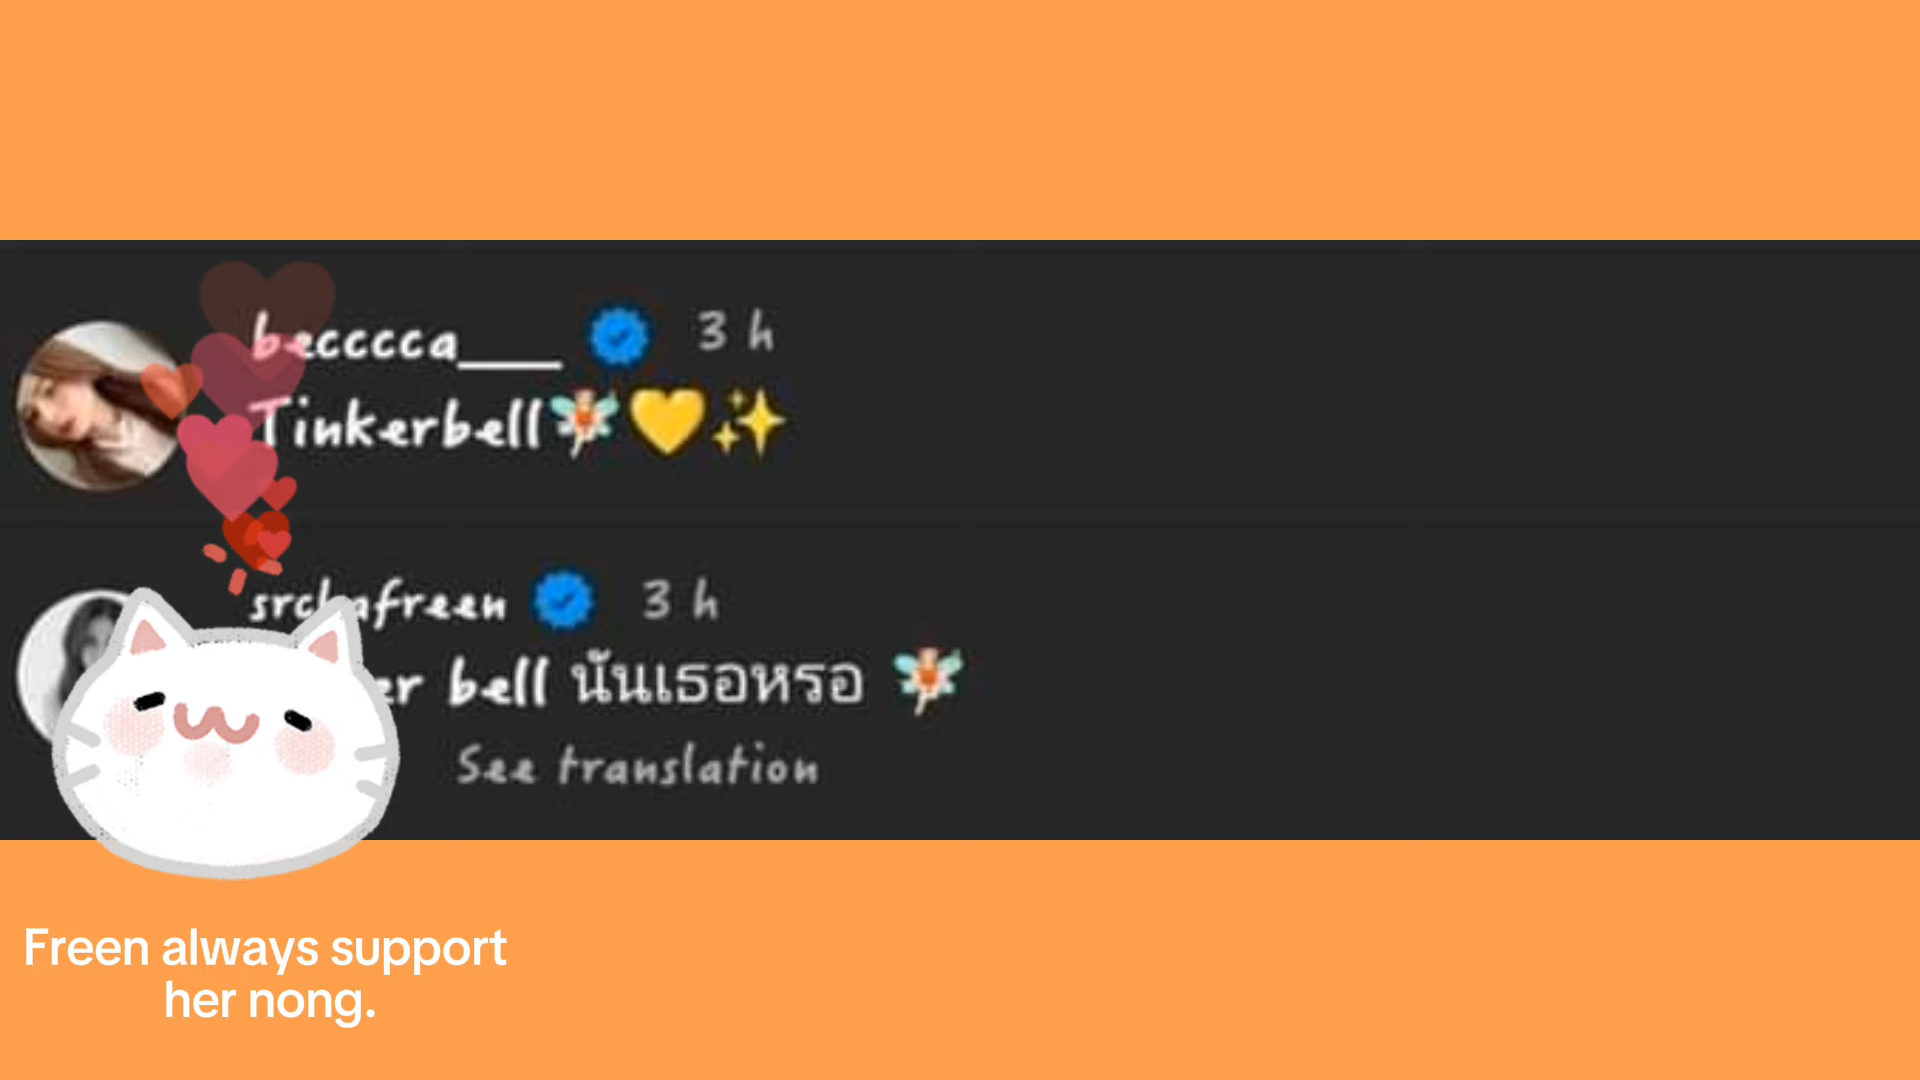 becccca____ 3 h
Tinkerbell🧚💛✨
srchafreen 3 h
bell นั่นเธอหรอ 🧚
See translation
Freen always support
her nong.